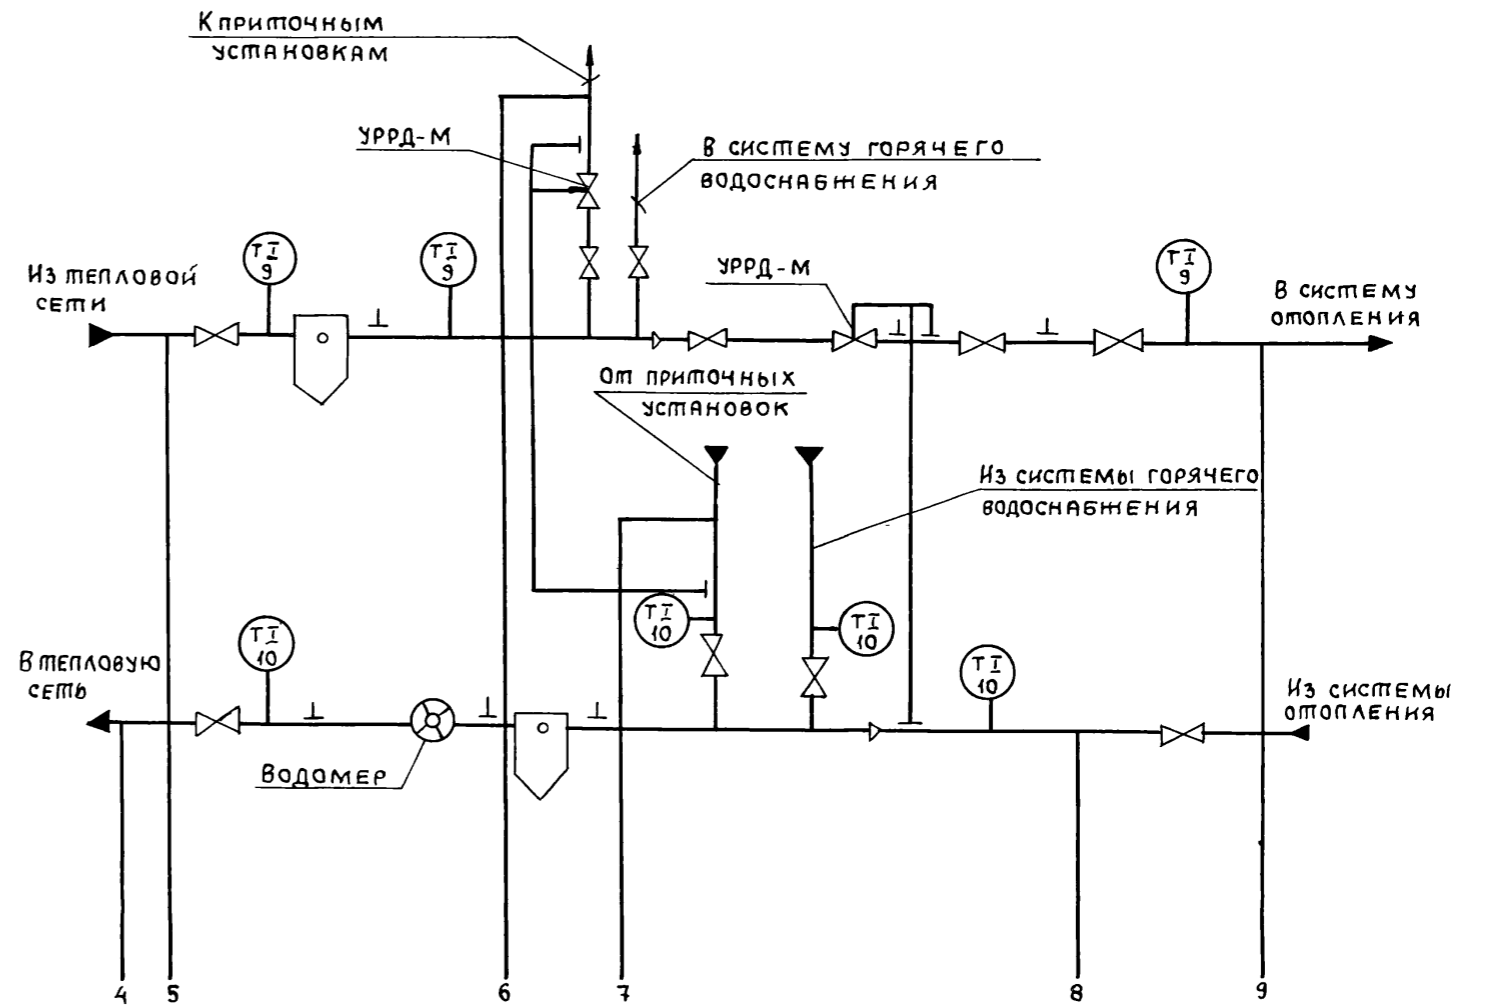 К приточным
установкам
УРРД-М
В систему горячего
водоснабжения
Из тепловой
сети
ТI
9
ТI
9
УРРД-М
ТI
9
В систему
отопления
От приточных
установок
Из системы горячего
водоснабжения
ТI
10
ТI
10
ТI
10
ТI
10
В тепловую
сеть
Водомер
Из системы
отопления
4 5 6 7 8 9